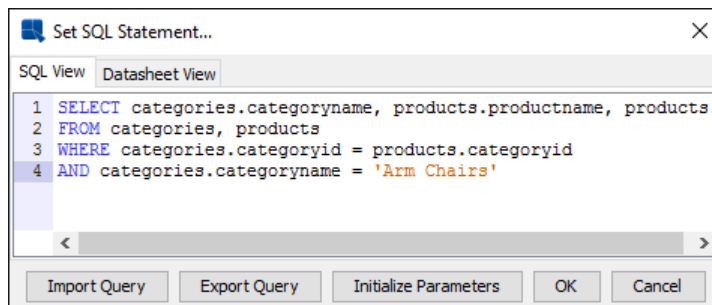 Set SQL Statement...
SQL View Datasheet View
1 SELECT categories.categoryname, products.productname, products.
2 FROM categories, products
3 WHERE categories.categoryid = products.categoryid
4 AND categories.categoryname = 'Arm Chairs'
Import Query Export Query Initialize Parameters OK Cancel